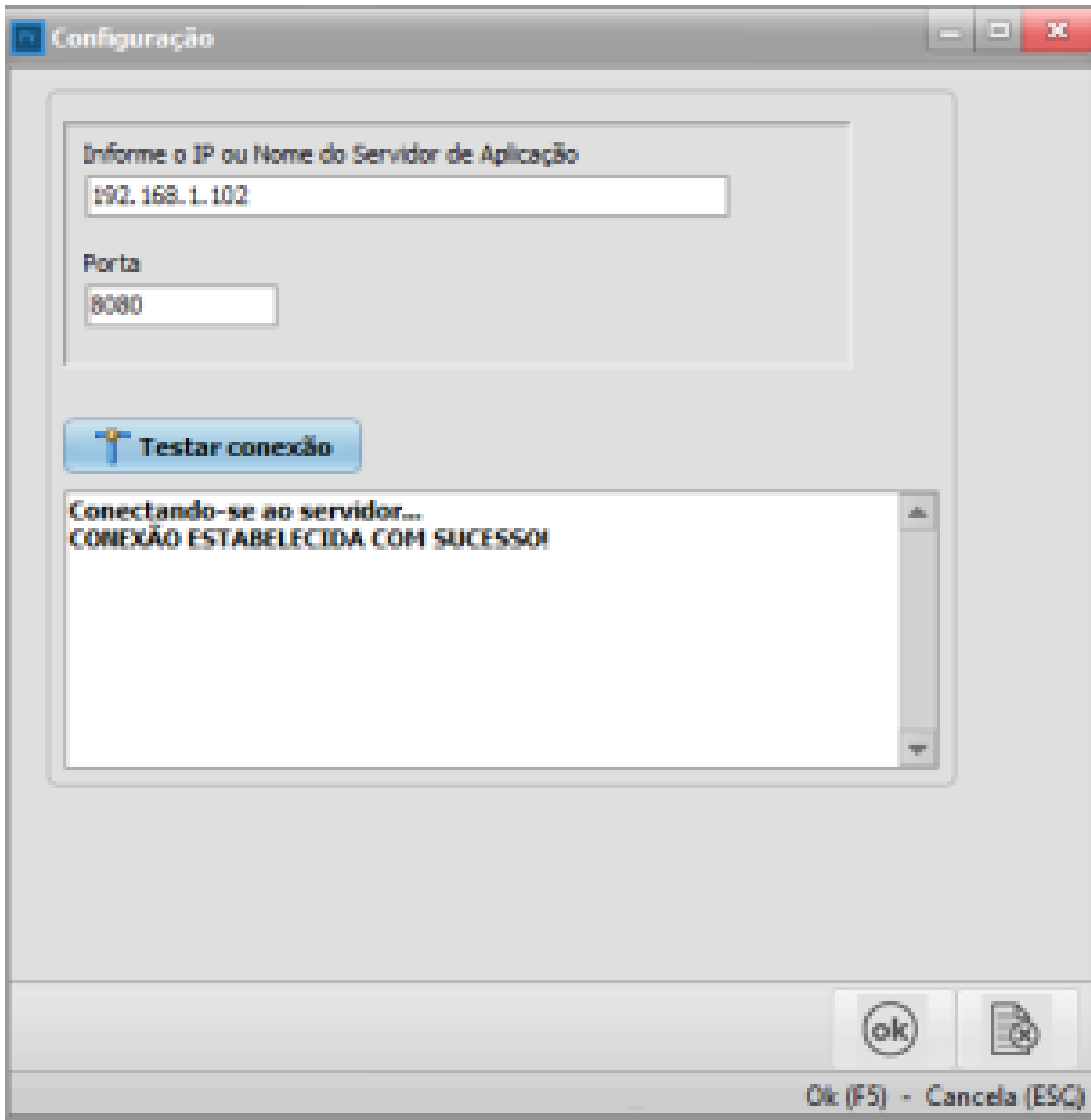 Configuração
Informe o IP ou Nome do Servidor de Aplicação
192.168.1.102
Porta
8080
Testar conexão
Conectando-se ao servidor...
CONEXÃO ESTABELECIDA COM SUCESSO!
ok
Ok (F5) - Cancela (ESC)